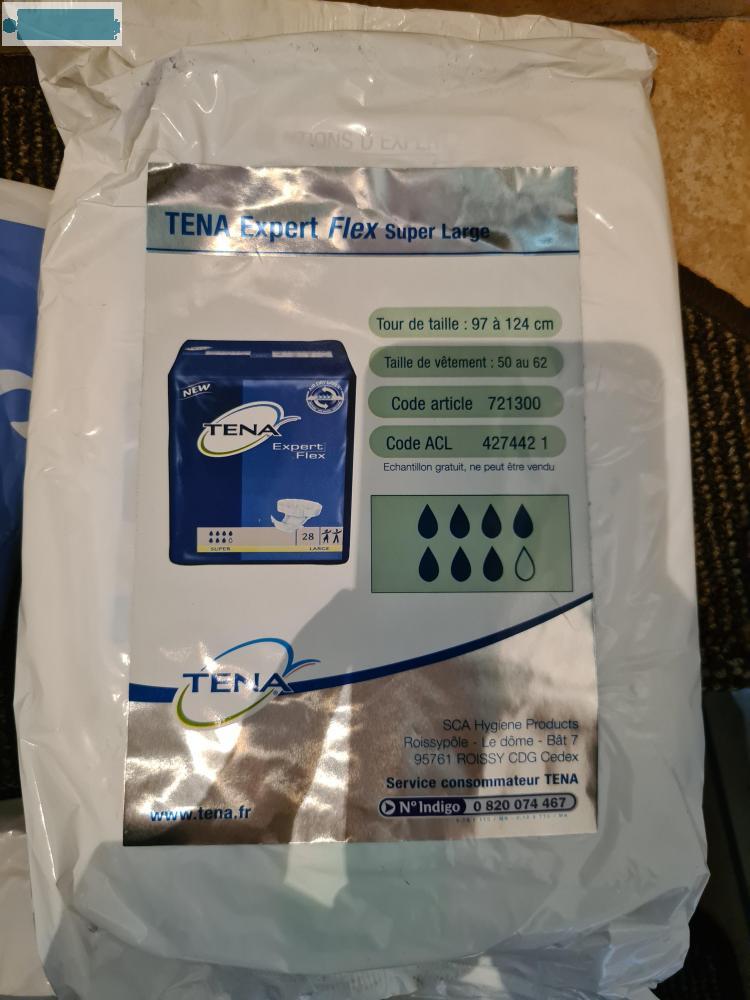 TIONS D'EXPER
TENA Expert Flex Super Large
Tour de taille : 97 à 124 cm
Taille de vêtement : 50 au 62
Code article 721300
Code ACL 427442 1
Echantillon gratuit, ne peut être vendu
NEW
TENA
Expert
Flex
SUPER
28
LARGE
TENA
SCA Hygiene Products
Roissypôle - Le dôme - Bât 7
95761 ROISSY CDG Cedex
Service consommateur TENA
N° Indigo 0 820 074 467
www.tena.fr